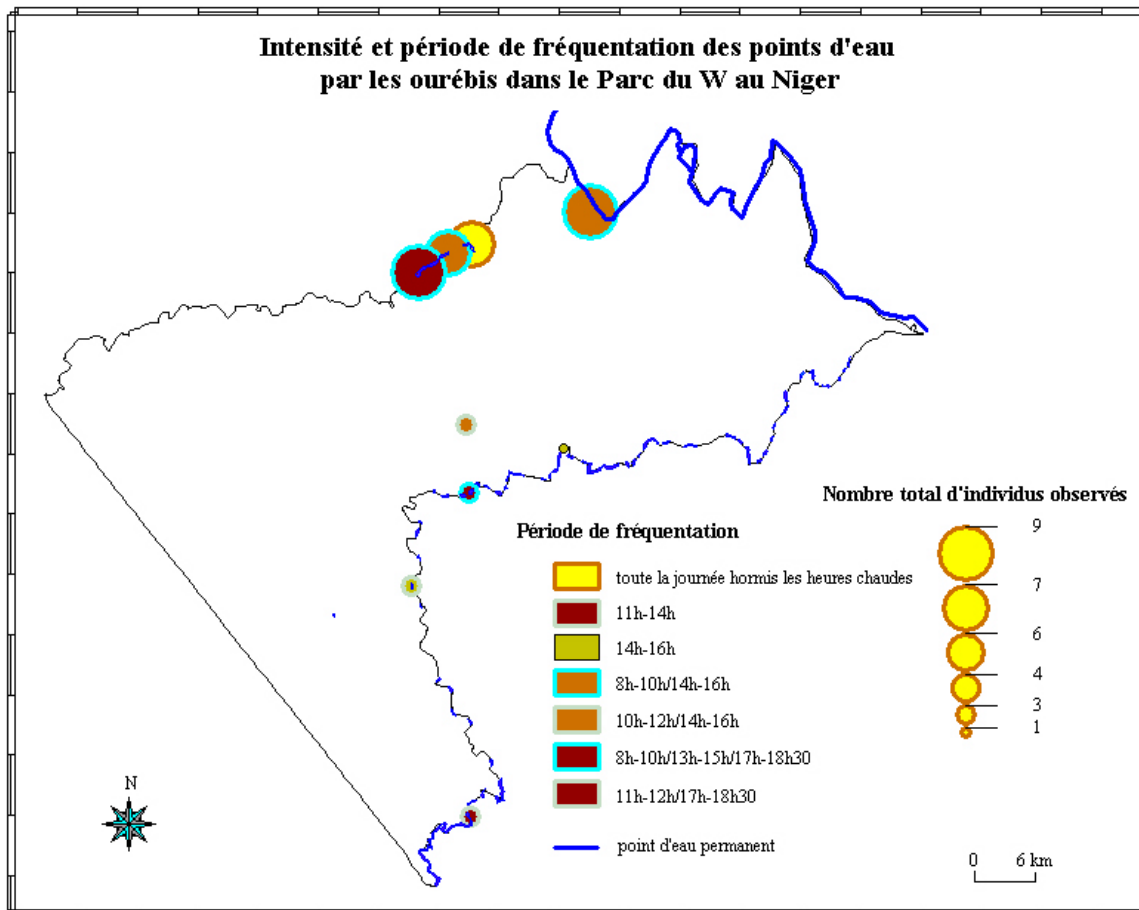 Intensité et période de fréquentation des points d'eau
par les ourébis dans le Parc du W au Niger
Nombre total d'individus observés
9
7
6
4
3
1
Période de fréquentation
toute la journée hormis les heures chaudes
11h-14h
14h-16h
8h-10h/14h-16h
10h-12h/14h-16h
8h-10h/13h-15h/17h-18h30
11h-12h/17h-18h30
point d'eau permanent
N
0 6 km